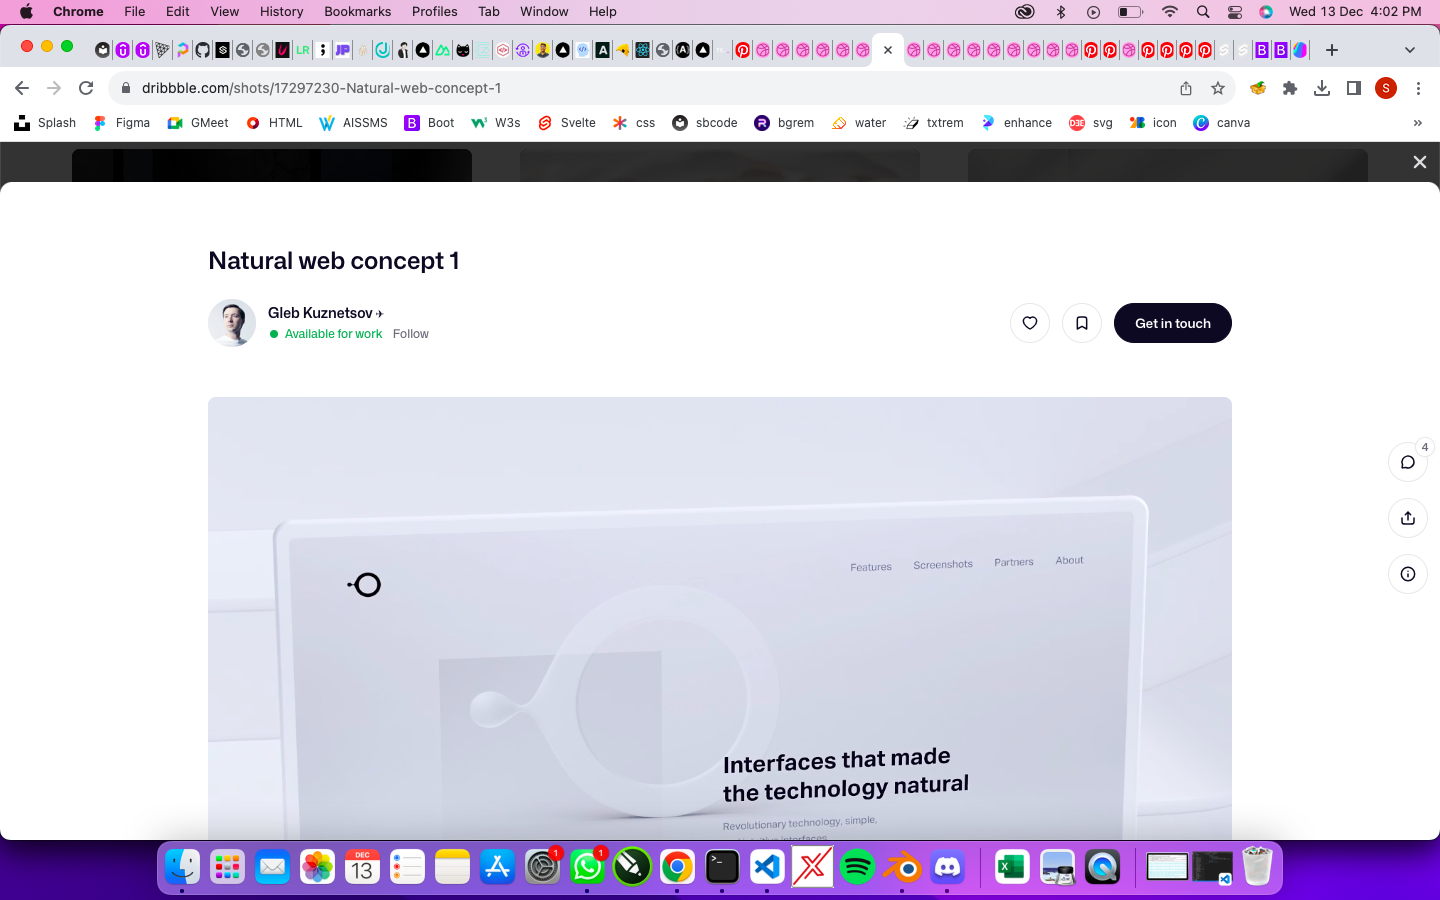 Chrome File Edit View History Bookmarks Profiles Tab Window Help Wed 13 Dec 4:02 PM
LR JP
dribbble.com/shots/17297230-Natural-web-concept-1 S
Splash Figma GMeet HTML AISSMS Boot W3s Svelte css sbcode bgrem water txtrem enhance svg icon canva »
Natural web concept 1
Gleb Kuznetsov✈
Available for work Follow
Get in touch
4
Features Screenshots Partners About
Interfaces that made
the technology natural
Revolutionary technology, simple,
DEC
13
1
1